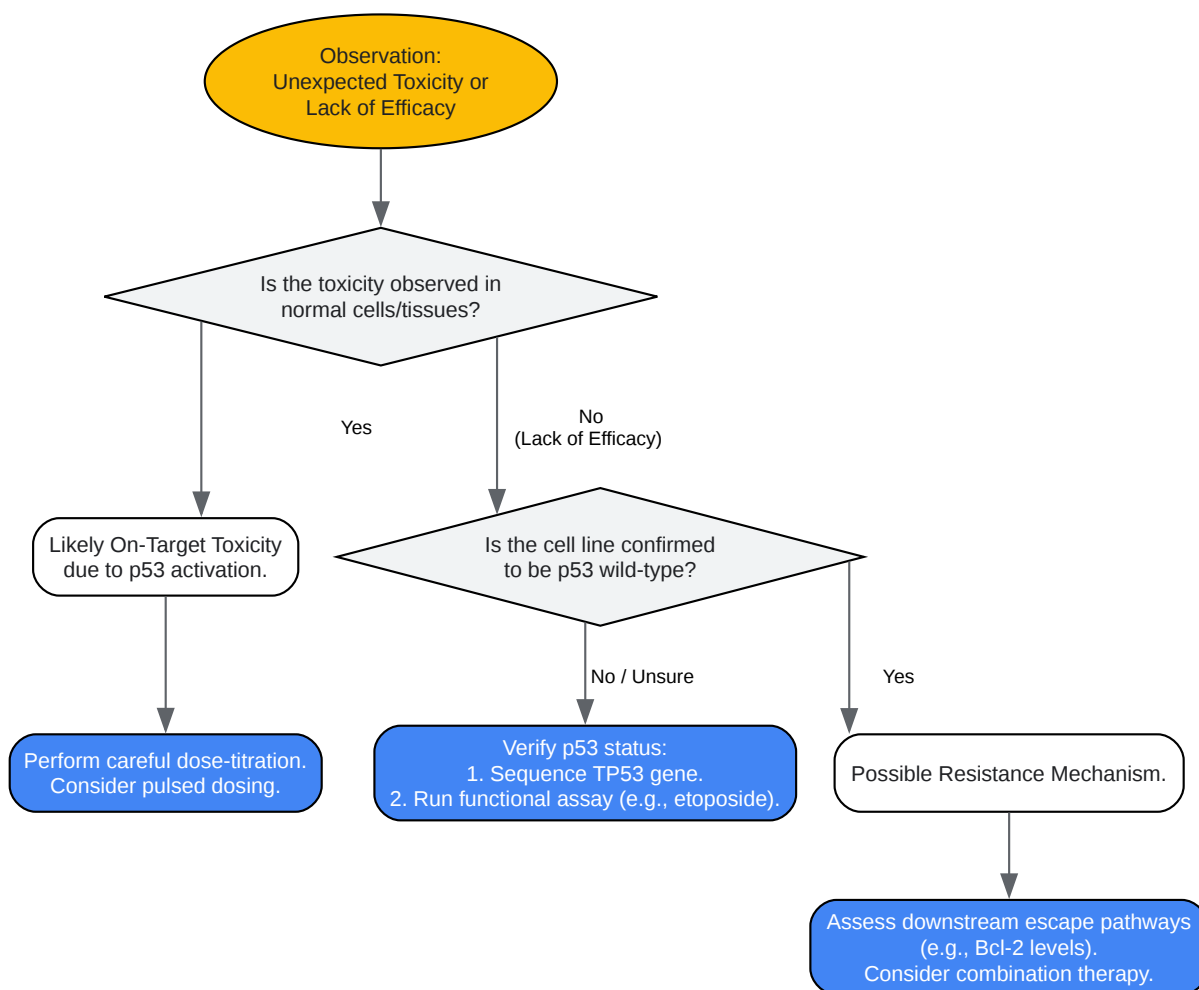 Observation:
Unexpected Toxicity or
Lack of Efficacy
Is the toxicity observed in
normal cells/tissues?
Yes
No
(Lack of Efficacy)
Likely On-Target Toxicity
due to p53 activation.
Is the cell line confirmed
to be p53 wild-type?
No / Unsure
Yes
Perform careful dose-titration.
Consider pulsed dosing.
Verify p53 status:
1. Sequence TP53 gene.
2. Run functional assay (e.g., etoposide).
Possible Resistance Mechanism.
Assess downstream escape pathways
(e.g., Bcl-2 levels).
Consider combination therapy.